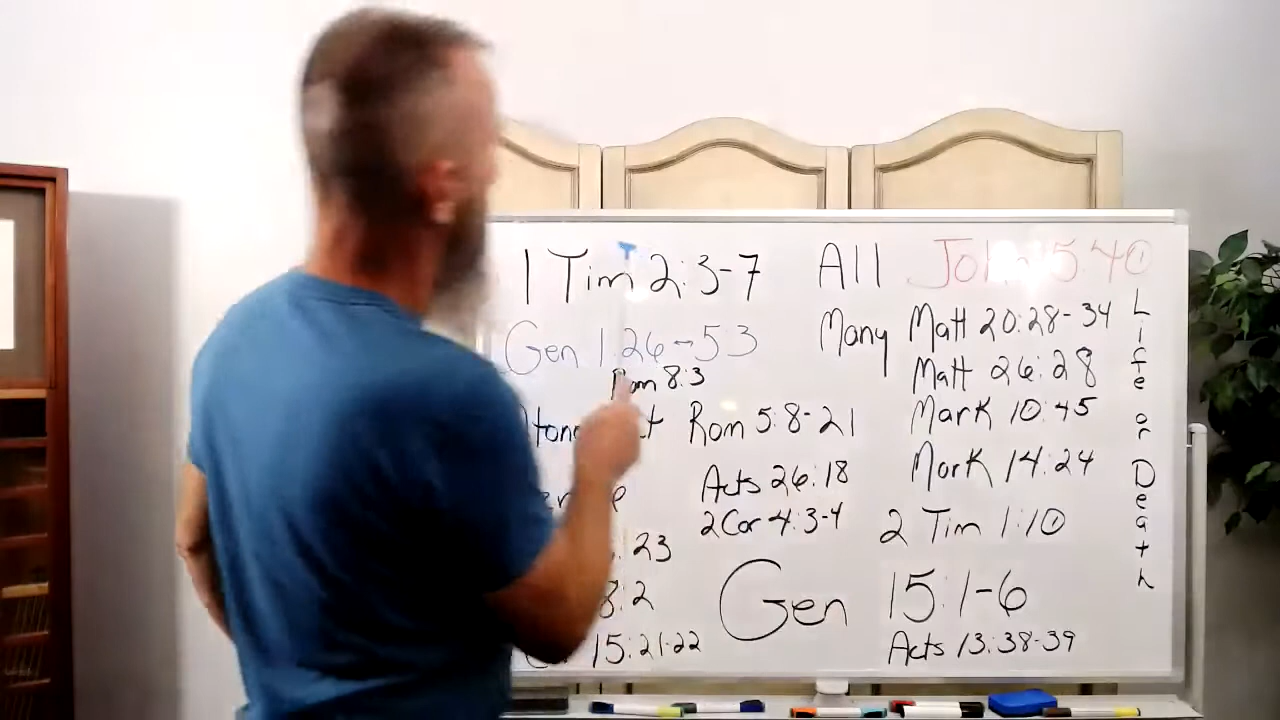 1 Tim 2:3-7 All John 5:40
Gen 1:26-53 Many Matt 20:28-34
Rom 8:3 Matt 26:28
Rom 5:8-21 Mark 10:45
Acts 26:18 Mark 14:24
2 Cor 4:3-4 2 Tim 1:10
23
8:2 Gen 15:1-6
15:21-22 Acts 13:38-39
Life or Death